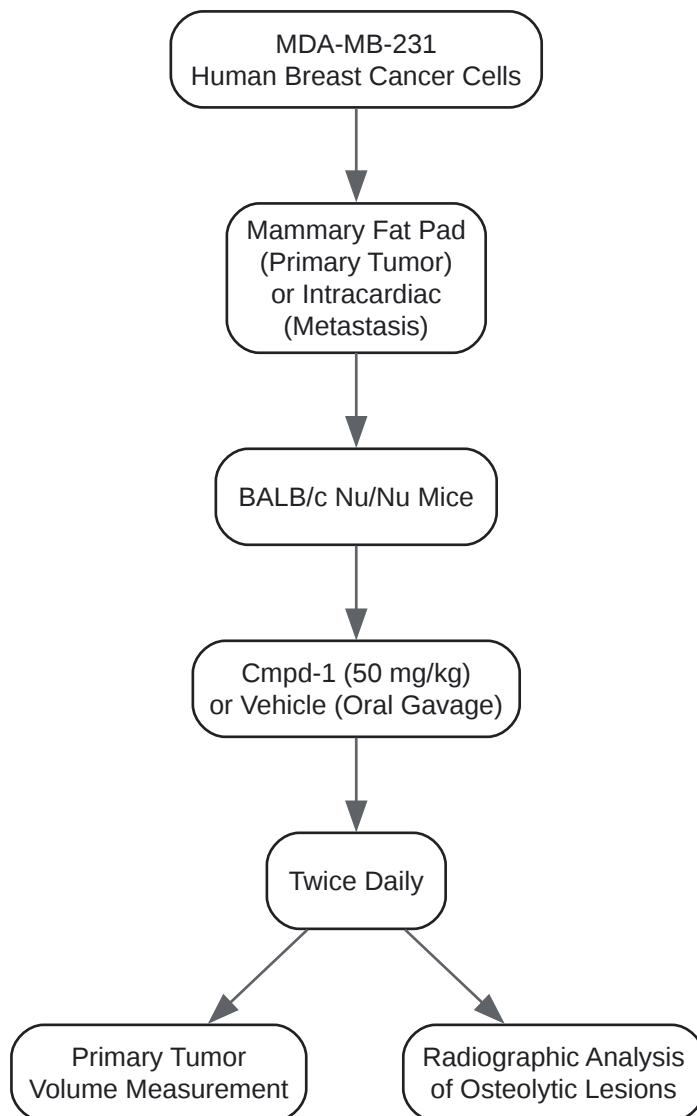 MDA-MB-231
Human Breast Cancer Cells
Mammary Fat Pad
(Primary Tumor)
or Intracardiac
(Metastasis)
BALB/c Nu/Nu Mice
Cmpd-1 (50 mg/kg)
or Vehicle (Oral Gavage)
Twice Daily
Primary Tumor
Volume Measurement
Radiographic Analysis
of Osteolytic Lesions